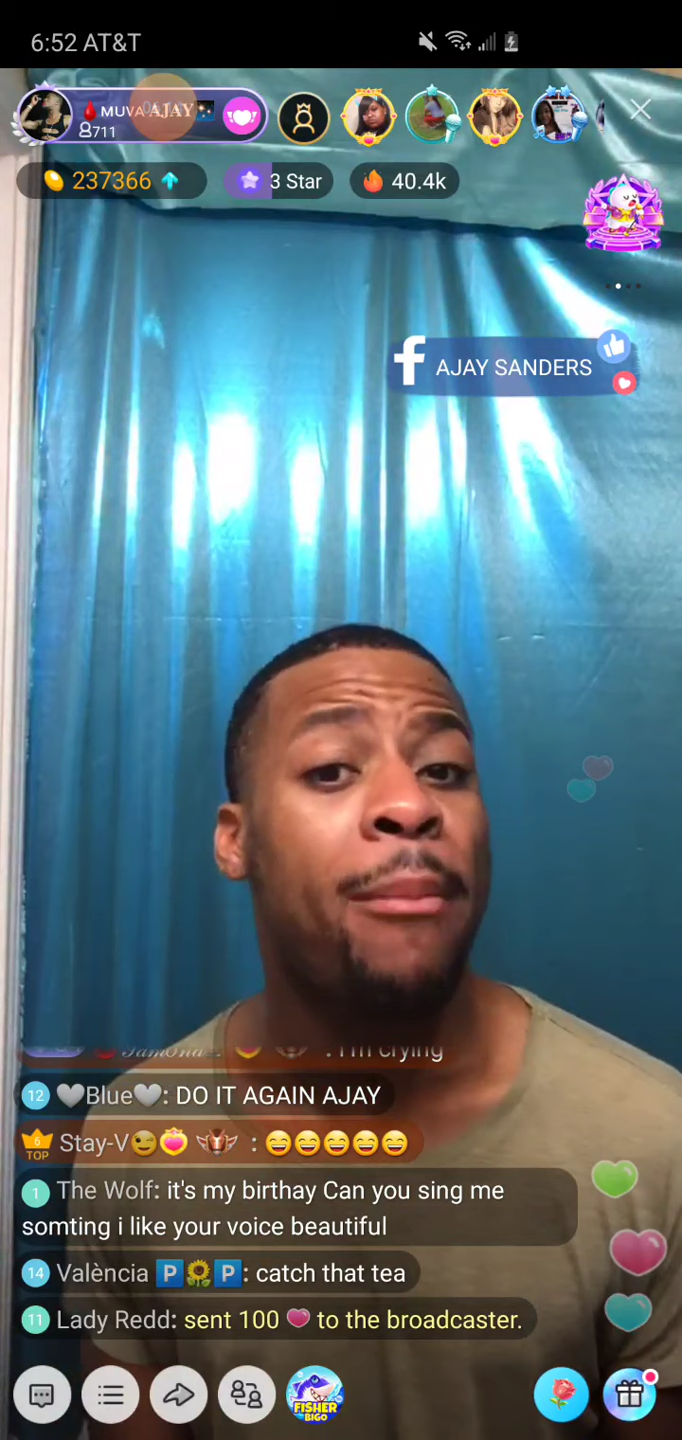 6:52 AT&T
MUVA AJAY
711
237366
3 Star
40.4k
f AJAY SANDERS
: I'm crying
12 🤍Blue🤍: DO IT AGAIN AJAY
6 TOP Stay-V😉 : 😄😄😄😄😄
1 The Wolf: it's my birthay Can you sing me
somting i like your voice beautiful
14 València 🅿️🌻🅿️: catch that tea
11 Lady Redd: sent 100 🩷 to the broadcaster.
FISHER
BIGO